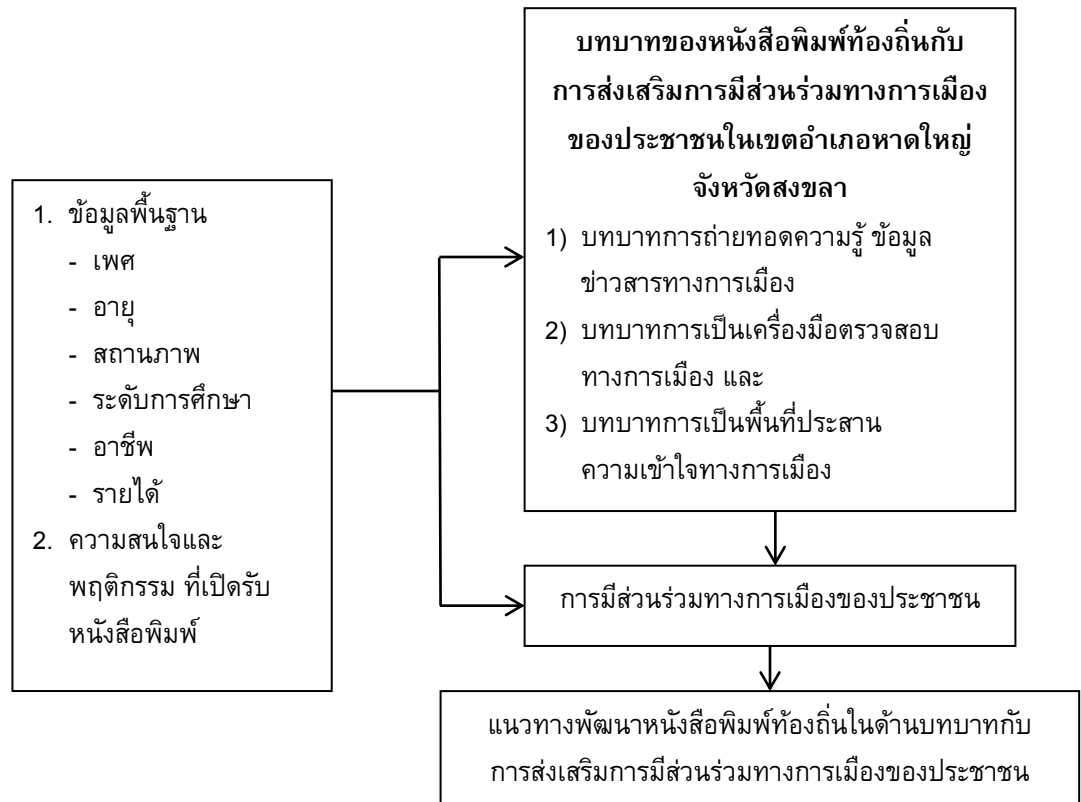 1. ข้อมูลพื้นฐาน
- เพศ
- อายุ
- สถานภาพ
- ระดับการศึกษา
- อาชีพ
- รายได้
2. ความสนใจและ
พฤติกรรม ที่เปิดรับ
หนังสือพิมพ์
บทบาทของหนังสือพิมพ์ท้องถิ่นกับ
การส่งเสริมการมีส่วนร่วมทางการเมือง
ของประชาชนในเขตอำเภอหาดใหญ่
จังหวัดสงขลา
1) บทบาทการถ่ายทอดความรู้ ข้อมูล
ข่าวสารทางการเมือง
2) บทบาทการเป็นเครื่องมือตรวจสอบ
ทางการเมือง และ
3) บทบาทการเป็นพื้นที่ประสาน
ความเข้าใจทางการเมือง
การมีส่วนร่วมทางการเมืองของประชาชน
แนวทางพัฒนาหนังสือพิมพ์ท้องถิ่นในด้านบทบาทกับ
การส่งเสริมการมีส่วนร่วมทางการเมืองของประชาชน